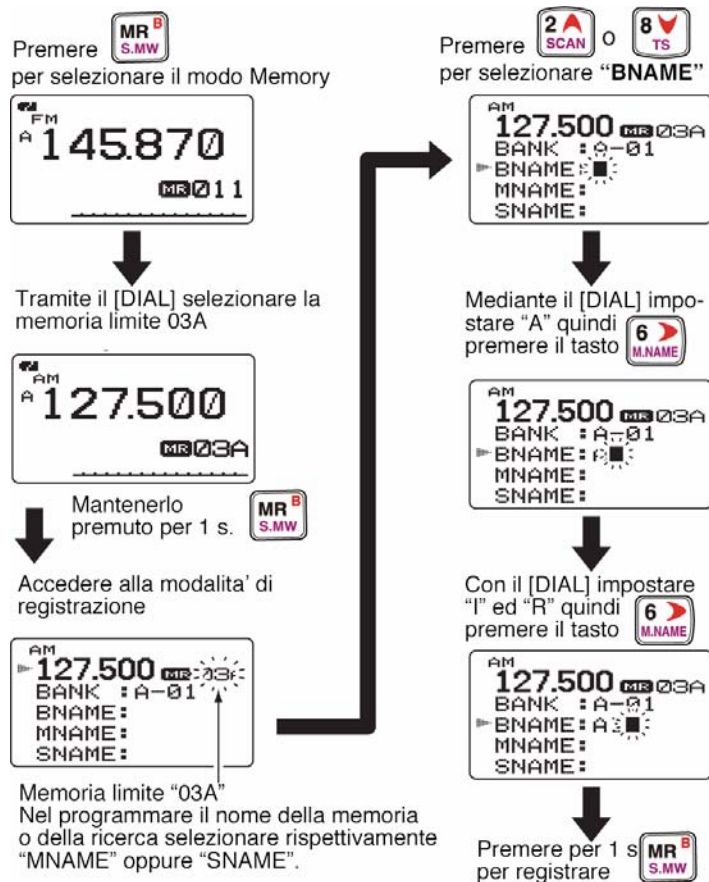 Premere MR B
S.MW
per selezionare il modo Memory
FM
A 145.870
MR 011
Tramite il [DIAL] selezionare la
memoria limite 03A
AM
A 127.500
MR 03A
Mantenerlo
premuto per 1 s.
MR B
S.MW
Accedere alla modalita' di
registrazione
AM
127.500 MR 03A
BANK :A-01
BNAME:
MNAME:
SNAME:
Memoria limite "03A"
Nel programmare il nome della memoria
o della ricerca selezionare rispettivamente
"MNAME" oppure "SNAME".
Premere 2 SCAN o 8 TS
per selezionare "BNAME"
AM
127.500 MR 03A
BANK :A-01
BNAME:
MNAME:
SNAME:
Mediante il [DIAL] impo-
stare "A" quindi
premere il tasto
6
M.NAME
AM
127.500 MR 03A
BANK :A-01
BNAME:
MNAME:
SNAME:
Con il [DIAL] impostare
"I" ed "R" quindi
premere il tasto
6
M.NAME
AM
127.500 MR 03A
BANK :A-01
BNAME: A
MNAME:
SNAME:
Premere per 1 s
per registrare
MR B
S.MW